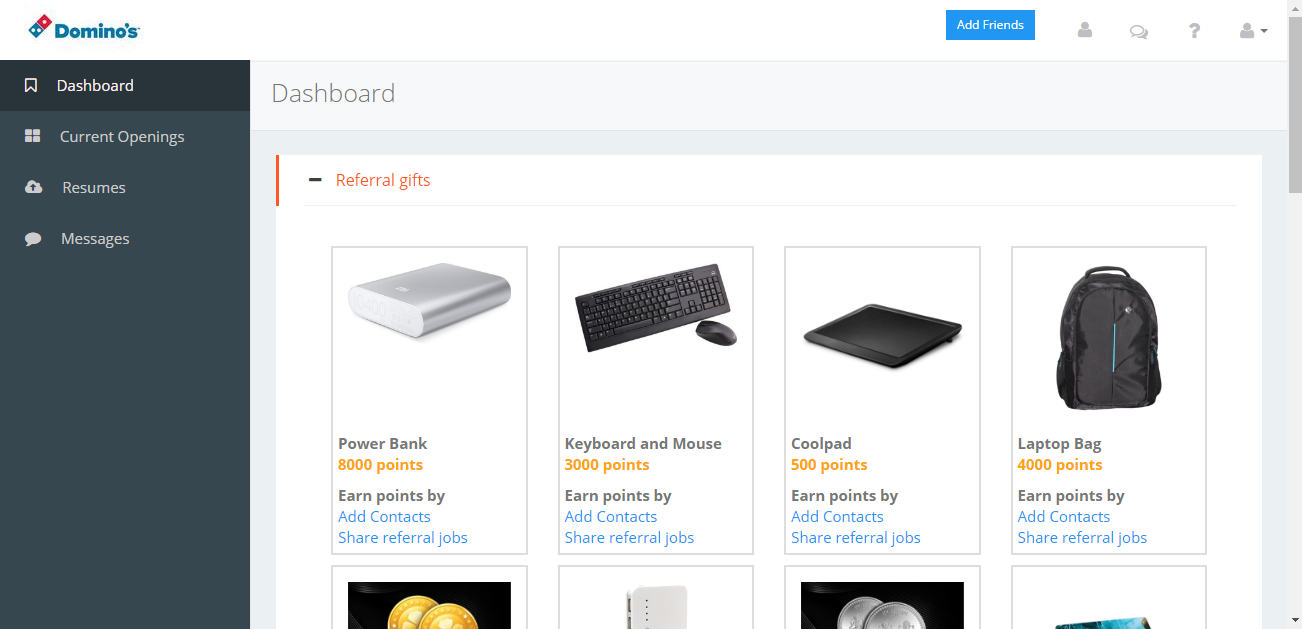 Domino's
Add Friends
?
Dashboard
Current Openings
Resumes
Messages
Dashboard
Referral gifts
Power Bank
8000 points
Earn points by
Add Contacts
Share referral jobs
Keyboard and Mouse
3000 points
Earn points by
Add Contacts
Share referral jobs
Coolpad
500 points
Earn points by
Add Contacts
Share referral jobs
Laptop Bag
4000 points
Earn points by
Add Contacts
Share referral jobs